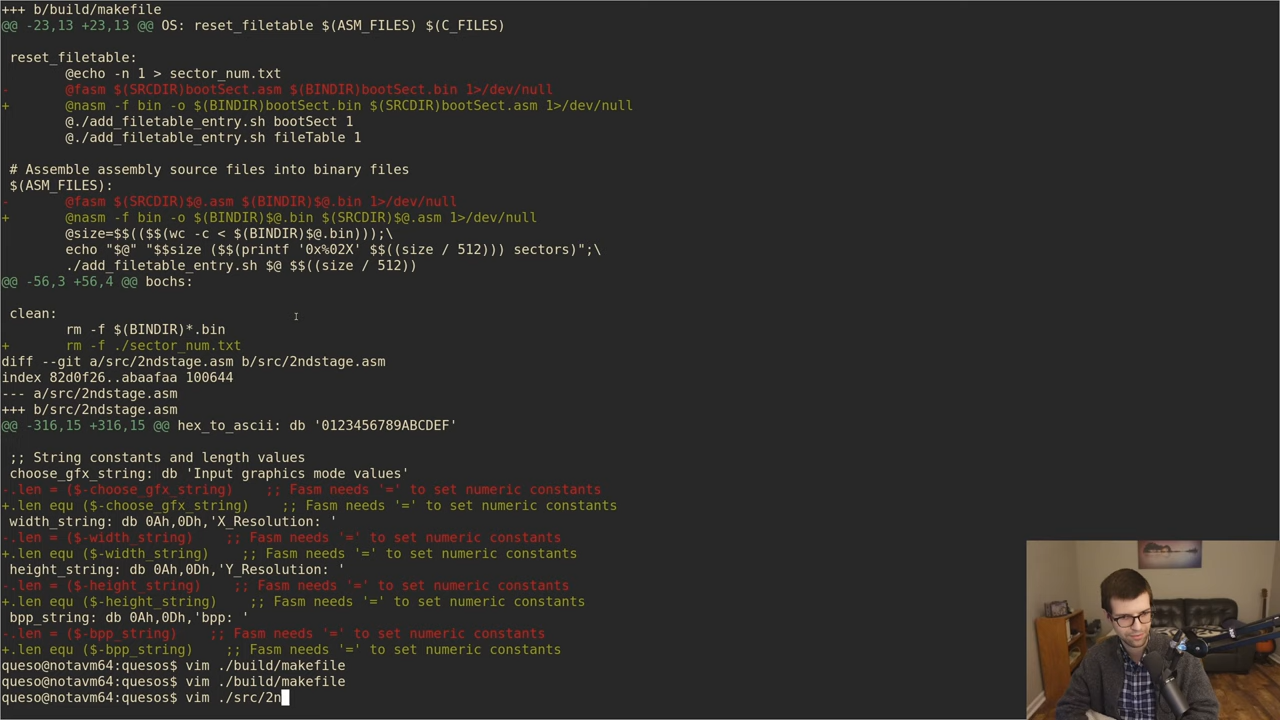 +++ b/build/makefile
@@ -23,13 +23,13 @@ OS: reset_filetable $(ASM_FILES) $(C_FILES)
reset_filetable:
@echo -n 1 > sector_num.txt
- @fasm $(SRCDIR)bootSect.asm $(BINDIR)bootSect.bin 1>/dev/null
+ @nasm -f bin -o $(BINDIR)bootSect.bin $(SRCDIR)bootSect.asm 1>/dev/null
@./add_filetable_entry.sh bootSect 1
@./add_filetable_entry.sh fileTable 1
# Assemble assembly source files into binary files
$(ASM_FILES):
- @fasm $(SRCDIR)$@.asm $(BINDIR)$@.bin 1>/dev/null
+ @nasm -f bin -o $(BINDIR)$@.bin $(SRCDIR)$@.asm 1>/dev/null
@size=$$(($$(wc -c < $(BINDIR)$@.bin)));\
echo "$@" "$$size ($$(printf '0x%02X' $$((size / 512))) sectors)";\
./add_filetable_entry.sh $@ $$((size / 512))
@@ -56,3 +56,4 @@ bochs:
clean:
rm -f $(BINDIR)*.bin
+ rm -f ./sector_num.txt
diff --git a/src/2ndstage.asm b/src/2ndstage.asm
index 82d0f26..abaafaa 100644
--- a/src/2ndstage.asm
+++ b/src/2ndstage.asm
@@ -316,15 +316,15 @@ hex_to_ascii: db '0123456789ABCDEF'
;; String constants and length values
choose_gfx_string: db 'Input graphics mode values'
-.len = ($-choose_gfx_string) ;; Fasm needs '=' to set numeric constants
+.len equ ($-choose_gfx_string) ;; Fasm needs '=' to set numeric constants
width_string: db 0Ah,0Dh,'X_Resolution: '
-.len = ($-width_string) ;; Fasm needs '=' to set numeric constants
+.len equ ($-width_string) ;; Fasm needs '=' to set numeric constants
height_string: db 0Ah,0Dh,'Y_Resolution: '
-.len = ($-height_string) ;; Fasm needs '=' to set numeric constants
+.len equ ($-height_string) ;; Fasm needs '=' to set numeric constants
bpp_string: db 0Ah,0Dh,'bpp: '
-.len = ($-bpp_string) ;; Fasm needs '=' to set numeric constants
+.len equ ($-bpp_string) ;; Fasm needs '=' to set numeric constants
queso@notavm64:quesos$ vim ./build/makefile
queso@notavm64:quesos$ vim ./build/makefile
queso@notavm64:quesos$ vim ./src/2n